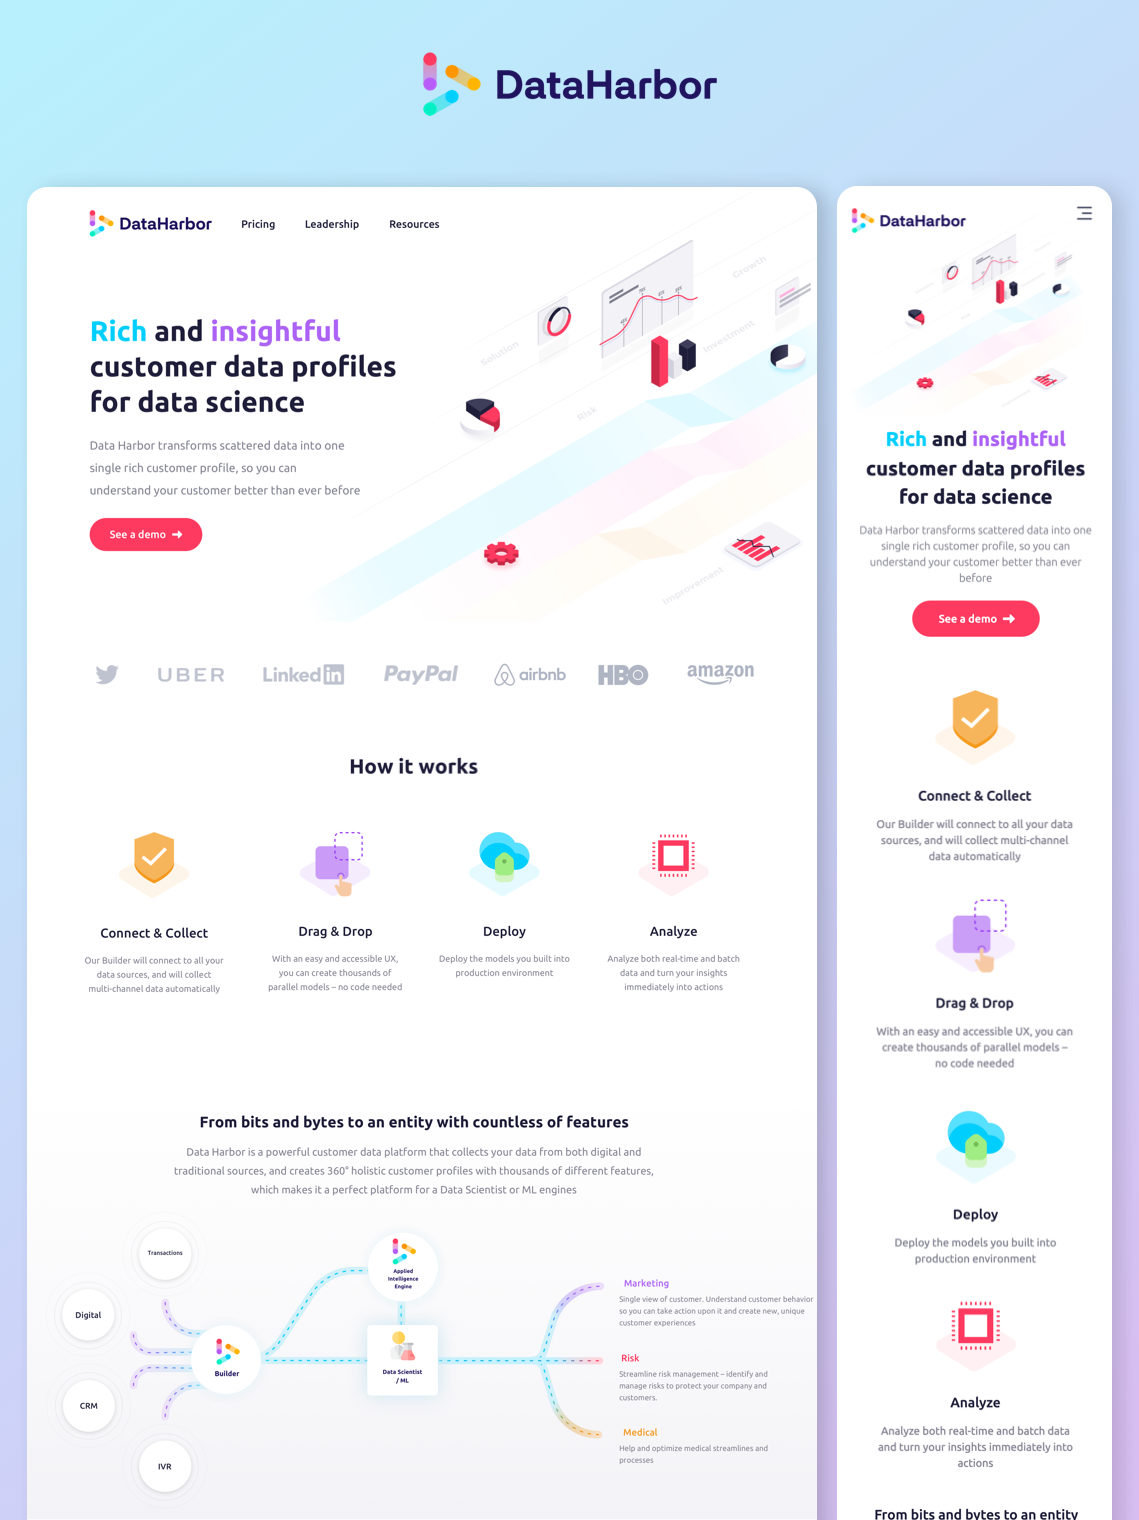 DataHarbor
DataHarbor
Pricing
Leadership
Resources
Rich and insightful
customer data profiles
for data science
Data Harbor transforms scattered data into one
single rich customer profile, so you can
understand your customer better than ever before
See a demo
Solution
Growth
Investment
Risk
Improvement
UBER
Linked in
PayPal
airbnb
HBO
amazon
How it works
Connect & Collect
Our Builder will connect to all your
data sources, and will collect
multi-channel data automatically
Drag & Drop
With an easy and accessible UX,
you can create thousands of
parallel models – no code needed
Deploy
Deploy the models you built into
production environment
Analyze
Analyze both real-time and batch
data and turn your insights
immediately into actions
From bits and bytes to an entity with countless of features
Data Harbor is a powerful customer data platform that collects your data from both digital and
traditional sources, and creates 360° holistic customer profiles with thousands of different features,
which makes it a perfect platform for a Data Scientist or ML engines
Transactions
Digital
CRM
IVR
Builder
Applied
Intelligence
Engine
Data Scientist
/ ML
Marketing
Single view of customer. Understand customer behavior
so you can take action upon it and create new, unique
customer experiences
Risk
Streamline risk management – identify and
manage risks to protect your company and
customers.
Medical
Help and optimize medical streamlines and
processes
DataHarbor
Rich and insightful
customer data profiles
for data science
Data Harbor transforms scattered data into one
single rich customer profile, so you can
understand your customer better than ever
before
See a demo
Connect & Collect
Our Builder will connect to all your data
sources, and will collect multi-channel
data automatically
Drag & Drop
With an easy and accessible UX, you can
create thousands of parallel models –
no code needed
Deploy
Deploy the models you built into
production environment
Analyze
Analyze both real-time and batch data
and turn your insights immediately into
actions
From bits and bytes to an entity